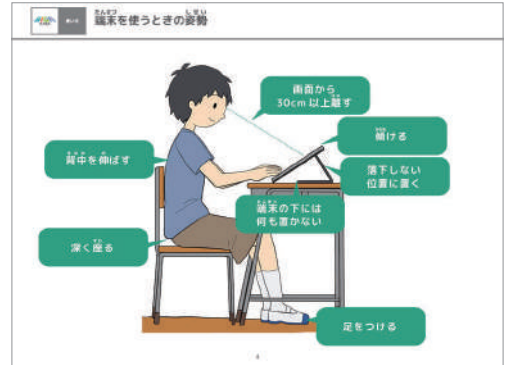 端末を使うときの姿勢
画面から
30cm以上離す
傾ける
背中を伸ばす
落下しない
位置に置く
端末の下には
何も置かない
深く座る
足をつける
4